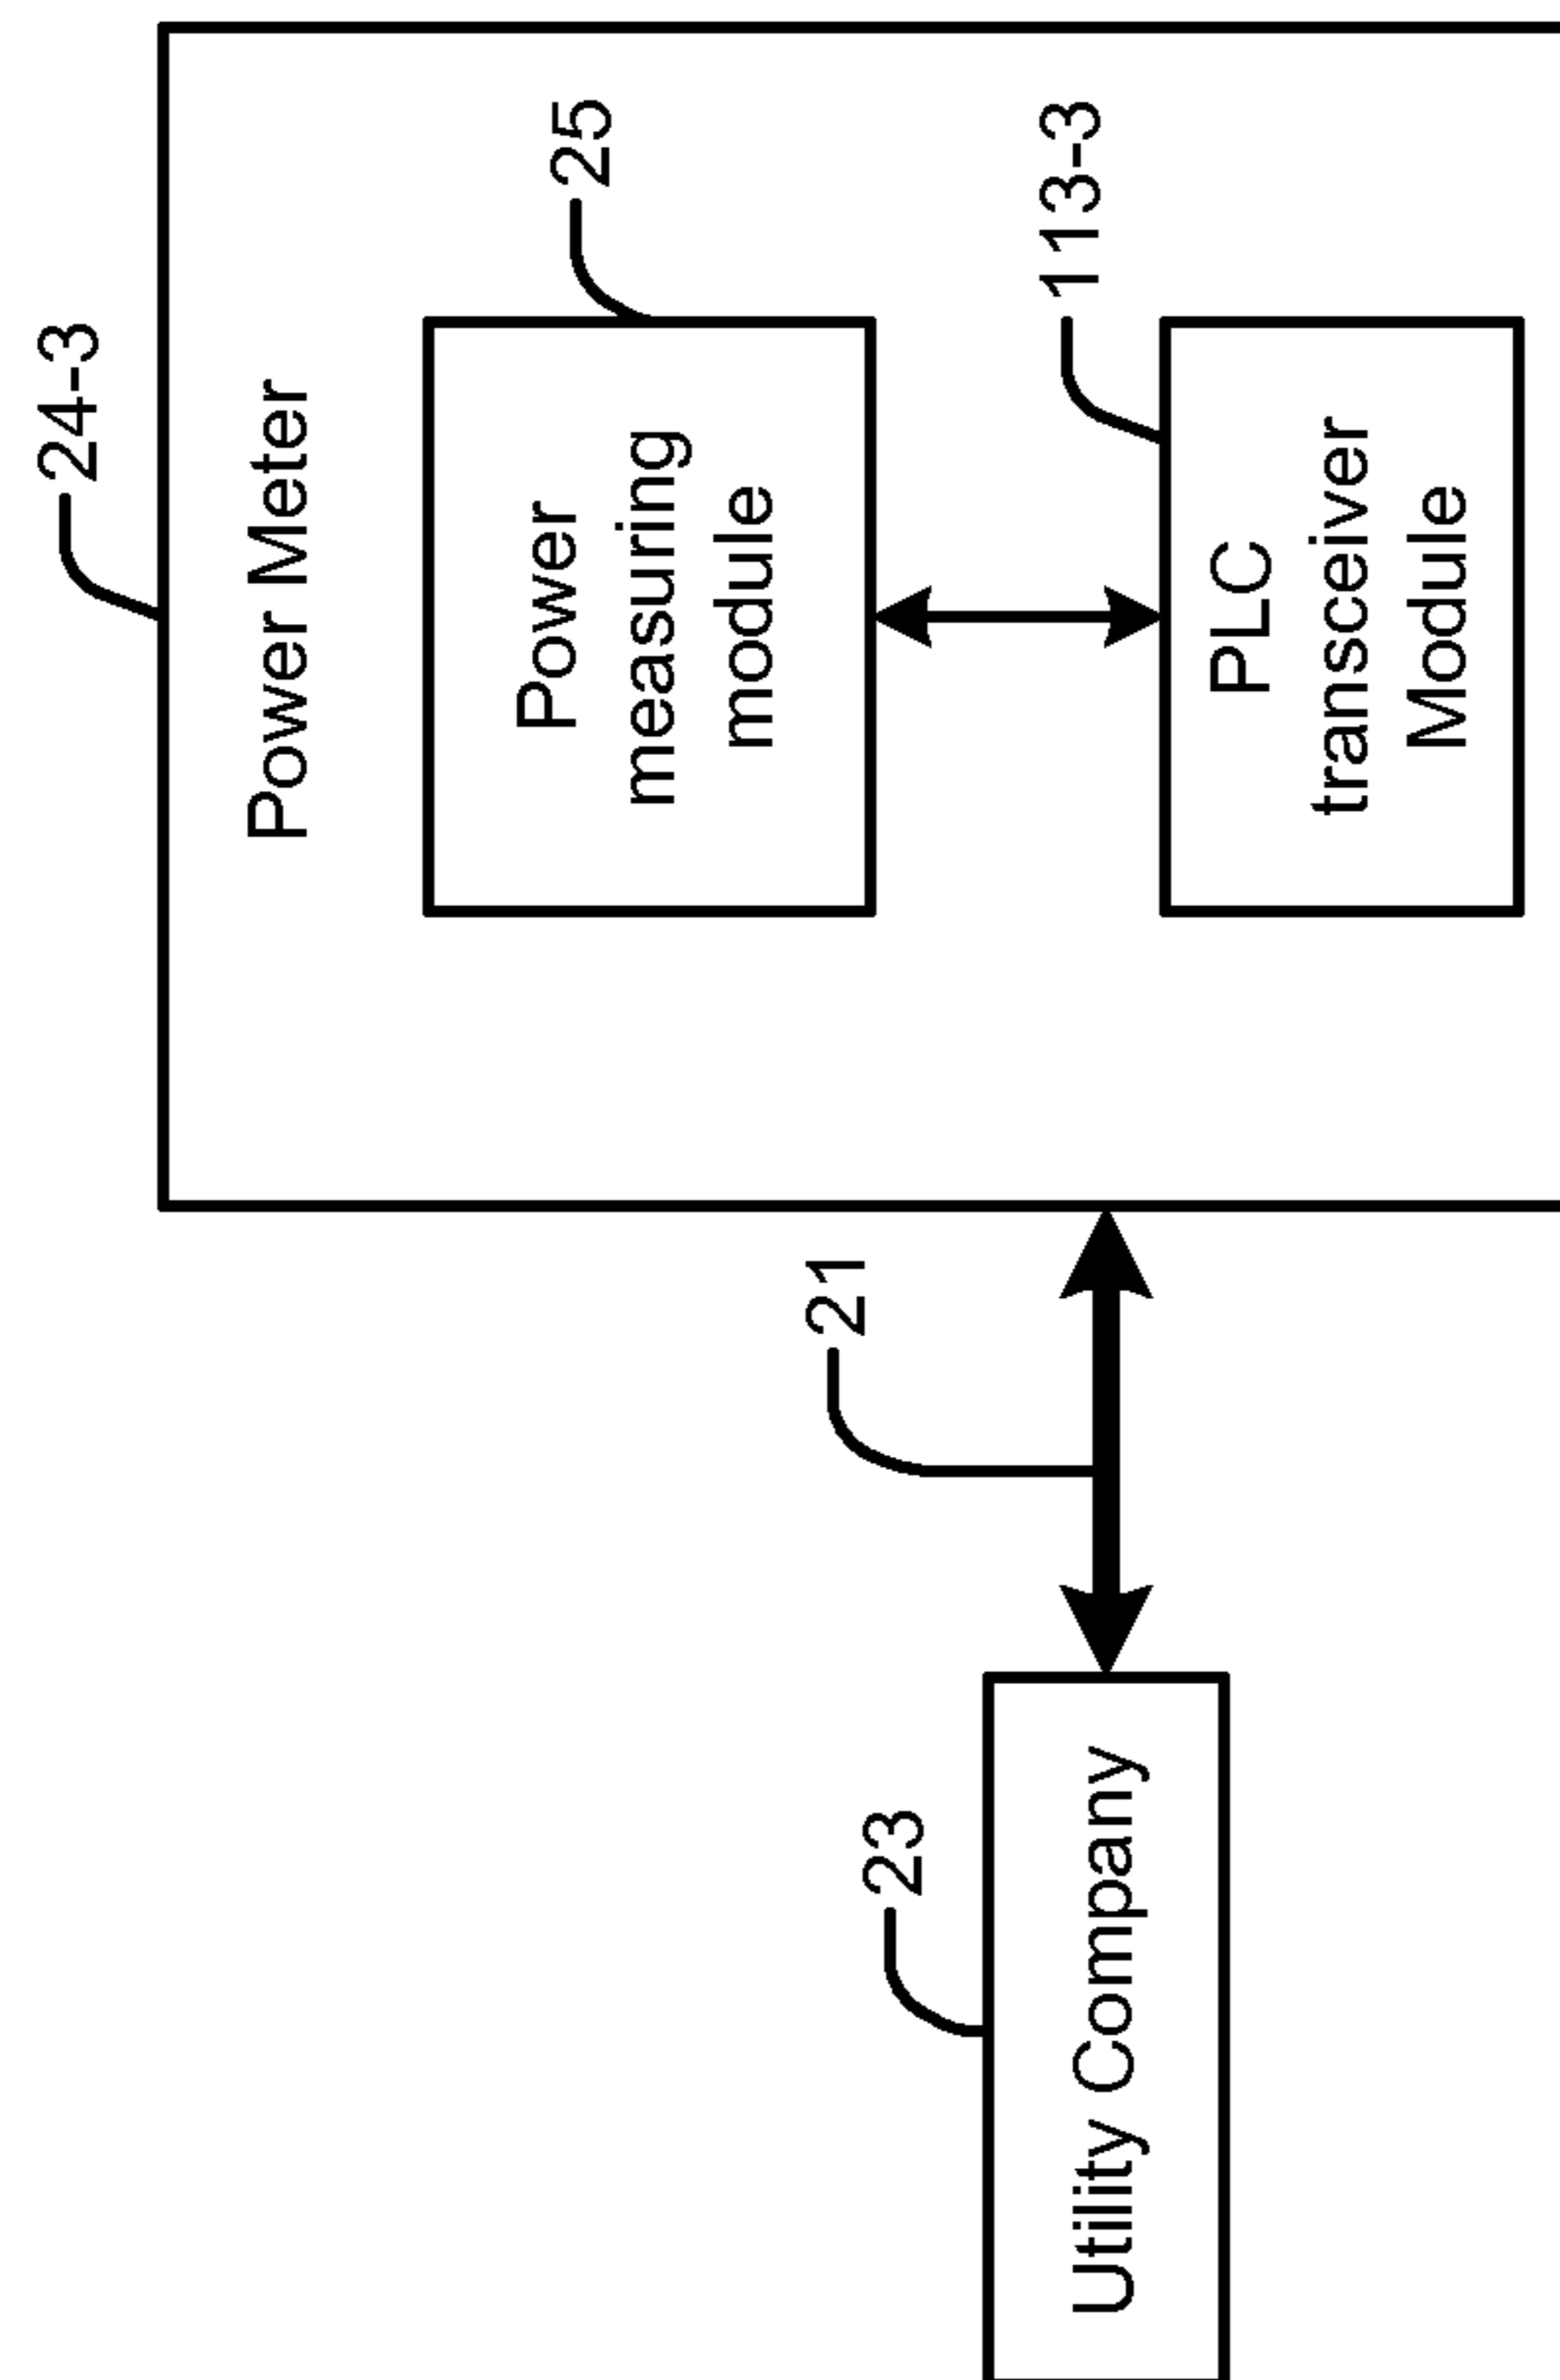 24-3
Power Meter
25
Power
measuring
module
113-3
PLC
transceiver
Module
21
23
Utility Company